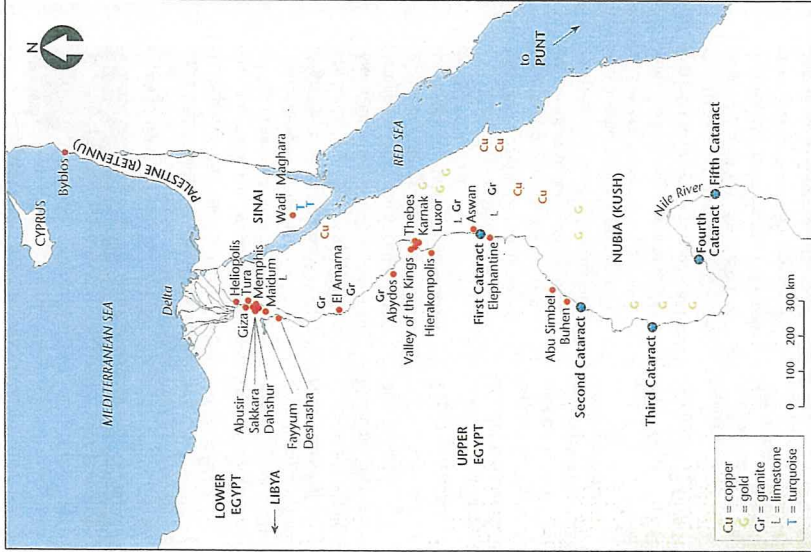 N
CYPRUS
Byblos
MEDITERRANEAN SEA
PALESTINE (RETENNU)
Delta
SINAI
Wadi Maghara
T
T
Heliopolis
Giza
Tura
Memphis
Maidum
L
Abusir
Sakkara
Dahshur
Fayyum
Deshasha
LOWER
EGYPT
← LIBYA
Cu
Gr
El Amarna
Gr
RED SEA
Gr
Abydos
Valley of the Kings
Thebes
Karnak
Luxor
Hierakonpolis
G
G
G
L Gr
Aswan
First Cataract
Elephantine
L Gr
Cu
Cu
Cu
Cu
to
PUNT
UPPER
EGYPT
Abu Simbel
Buhen
Second Cataract
G
G
NUBIA (KUSH)
Third Cataract
G
G
G
Nile River
Fourth
Cataract
Fifth Cataract
0 100 200 300 km
Cu = copper
G = gold
Gr = granite
L = limestone
T = turquoise